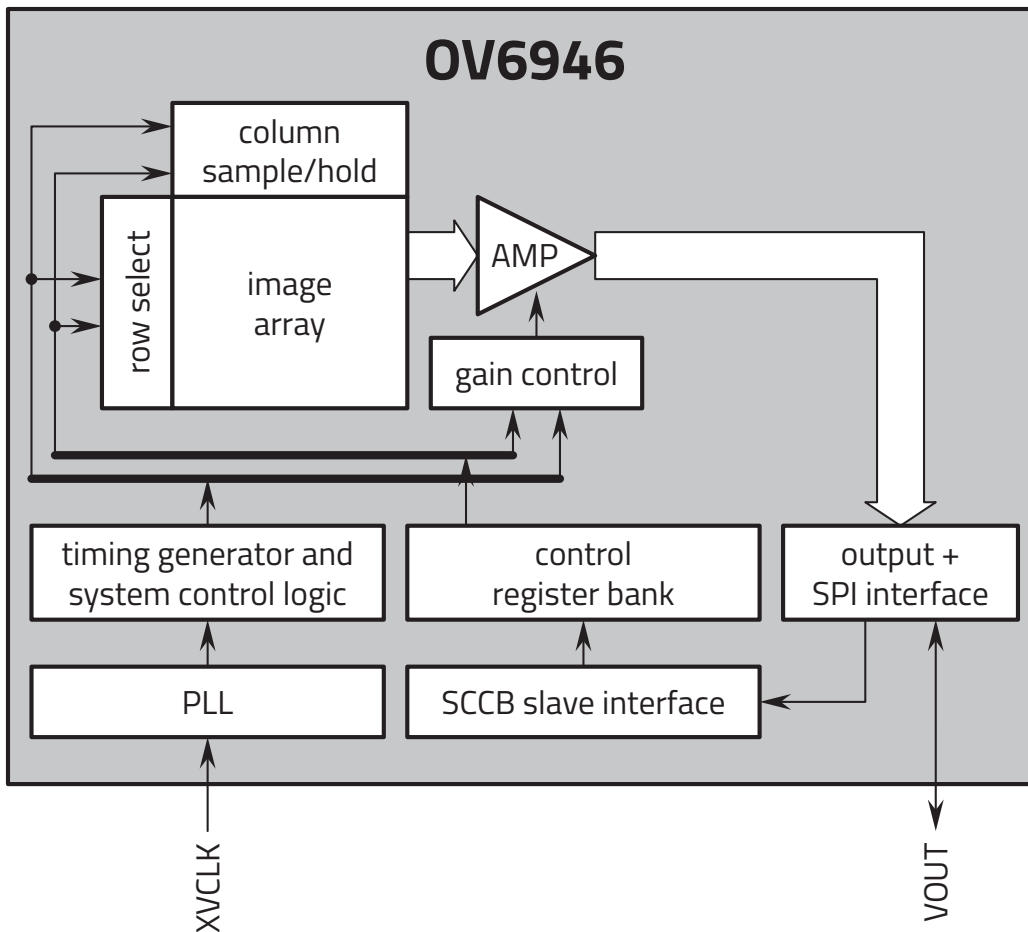 OV6946
column
sample/hold
row select
image
array
AMP
gain control
timing generator and
system control logic
control
register bank
output +
SPI interface
PLL
SCCB slave interface
XVCLK
VOUT